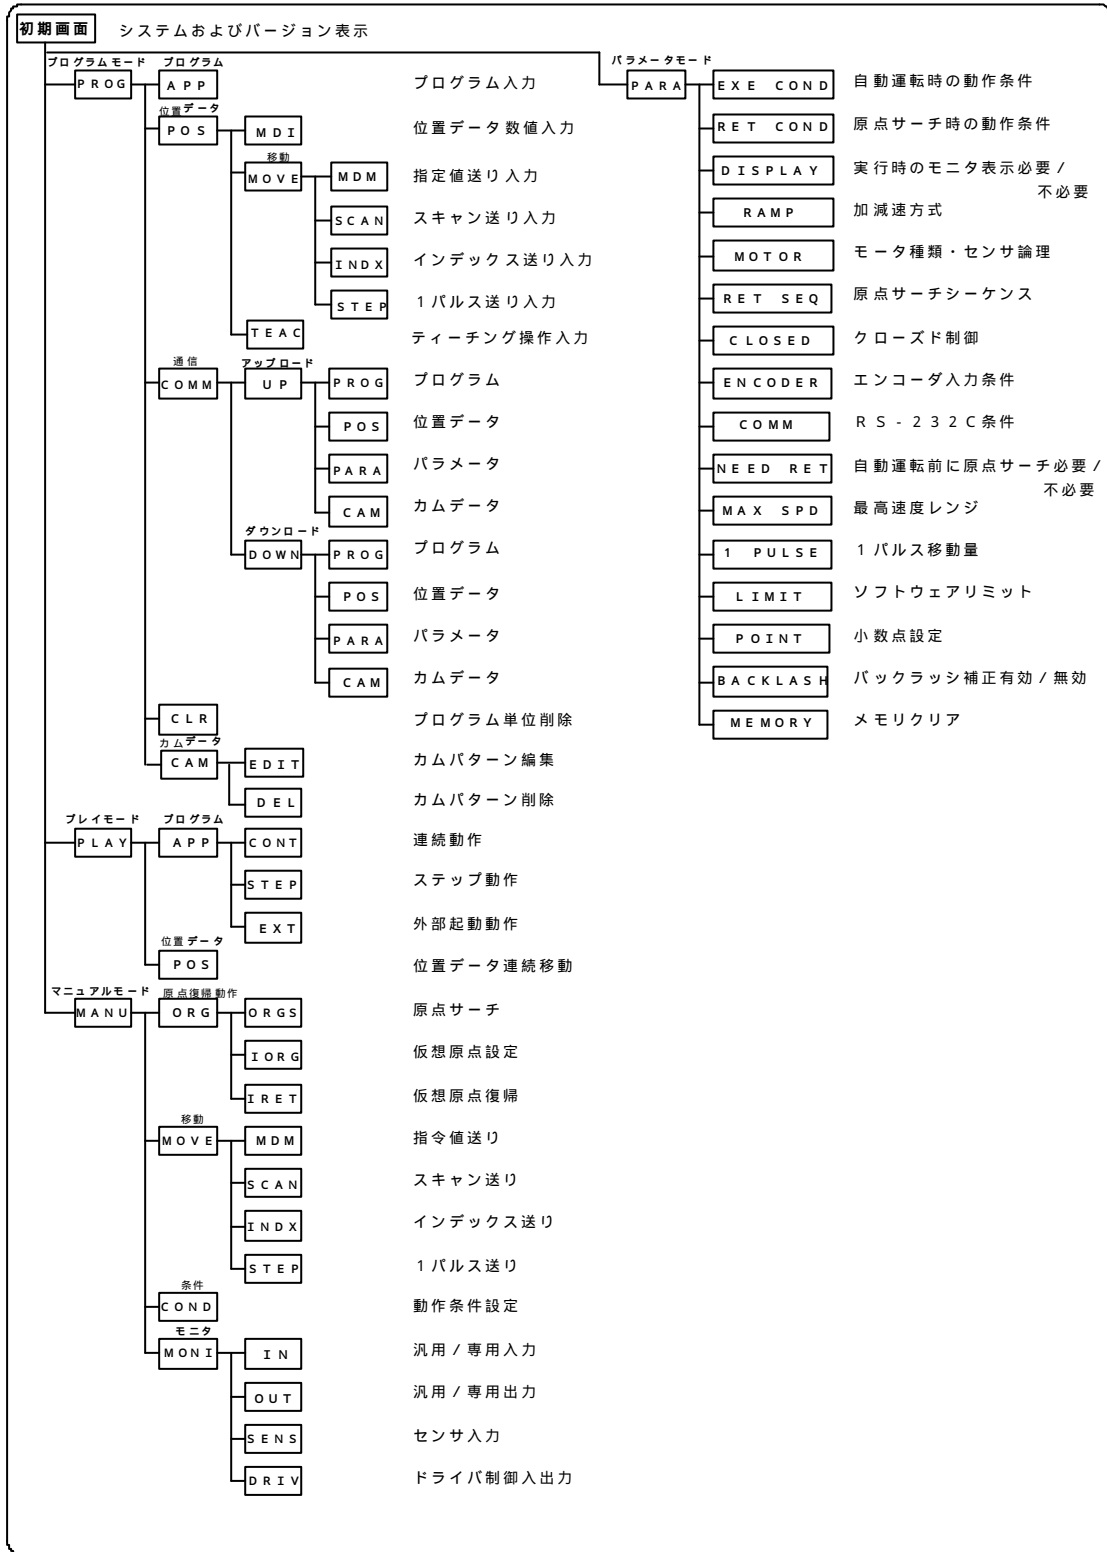 初期画面 システムおよびバージョン表示
プログラムモード プログラム
PROG APP プログラム入力
位置データ
POS MDI 位置データ数値入力
移動
MOVE MDM 指定値送り入力
SCAN スキャン送り入力
INDX インデックス送り入力
STEP 1パルス送り入力
TEAC ティーチング操作入力
通信 アップロード
COMM UP PROG プログラム
POS 位置データ
PARA パラメータ
CAM カムデータ
ダウンロード
DOWN PROG プログラム
POS 位置データ
PARA パラメータ
CAM カムデータ
CLR プログラム単位削除
カムデータ
CAM EDIT カムパターン編集
DEL カムパターン削除
プレイモード プログラム
PLAY APP CONT 連続動作
STEP ステップ動作
EXT 外部起動動作
位置データ
POS 位置データ連続移動
マニュアルモード 原点復帰動作
MANU ORG ORGS 原点サーチ
IORG 仮想原点設定
IRET 仮想原点復帰
移動
MOVE MDM 指令値送り
SCAN スキャン送り
INDX インデックス送り
STEP 1パルス送り
条件
COND 動作条件設定
モニタ
MONI IN 汎用/専用入力
OUT 汎用/専用出力
SENS センサ入力
DRIV ドライバ制御入出力
パラメータモード
PARA EXE COND 自動運転時の動作条件
RET COND 原点サーチ時の動作条件
DISPLAY 実行時のモニタ表示必要/
不必要
RAMP 加減速方式
MOTOR モータ種類・センサ論理
RET SEQ 原点サーチシーケンス
CLOSED クローズド制御
ENCODER エンコーダ入力条件
COMM RS-232C条件
NEED RET 自動運転前に原点サーチ必要/
不必要
MAX SPD 最高速度レンジ
1 PULSE 1パルス移動量
LIMIT ソフトウェアリミット
POINT 小数点設定
BACKLASH バックラッシ補正有効/無効
MEMORY メモリクリア